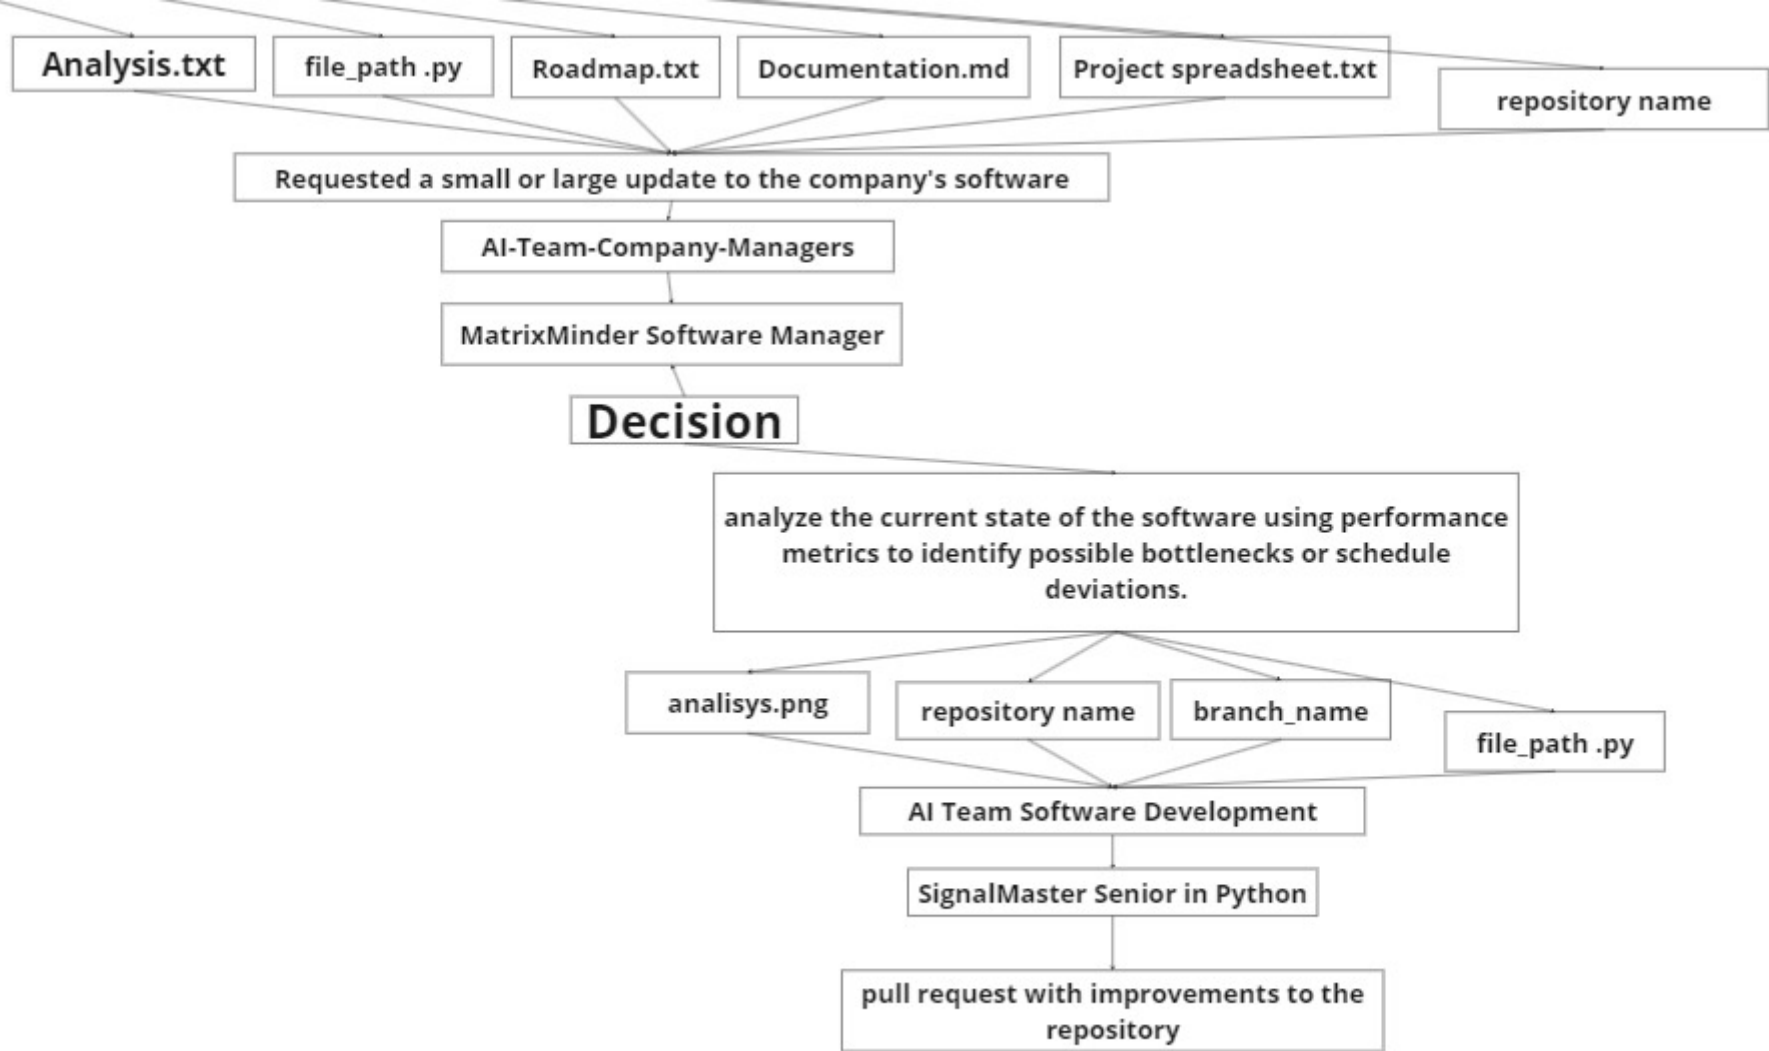 Analysis.txt
file_path .py
Roadmap.txt
Documentation.md
Project spreadsheet.txt
repository name
Requested a small or large update to the company's software
AI-Team-Company-Managers
MatrixMinder Software Manager
Decision
analyze the current state of the software using performance
metrics to identify possible bottlenecks or schedule
deviations.
analisys.png
repository name
branch_name
file_path .py
AI Team Software Development
SignalMaster Senior in Python
pull request with improvements to the
repository